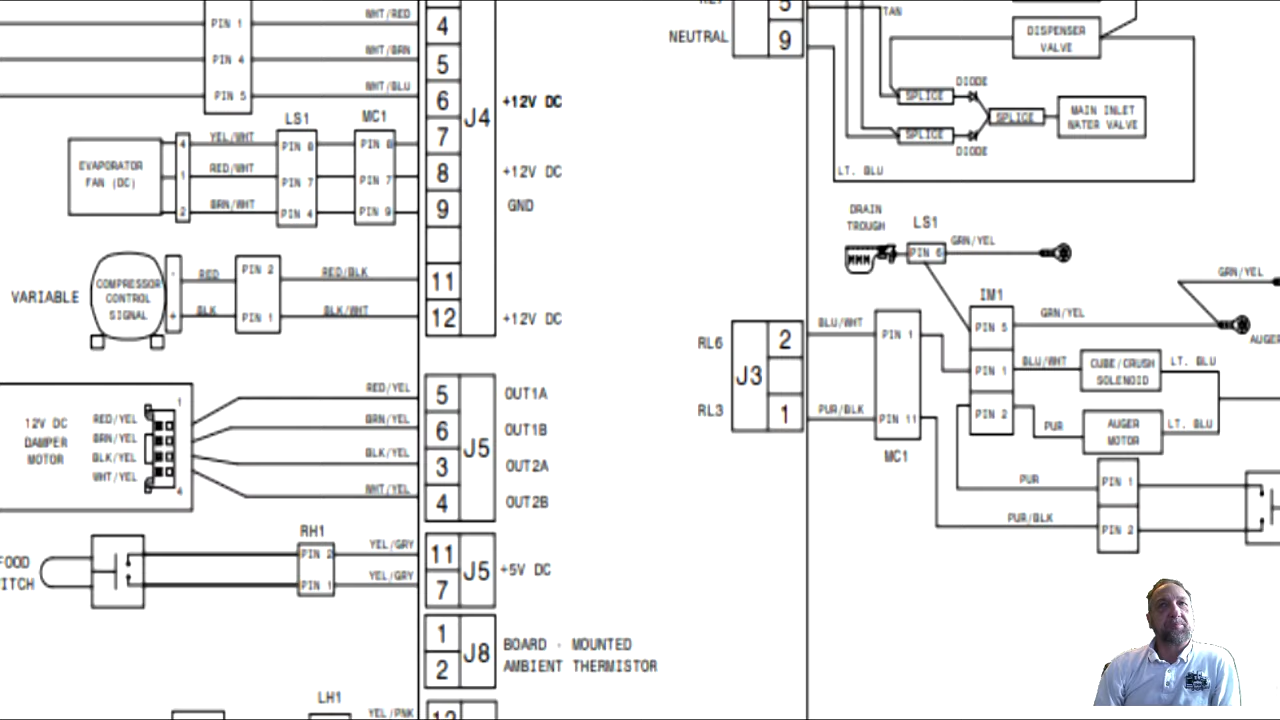 PIN 1
WHT/RED
4
PIN 4
WHT/BRN
5
PIN 5
WHT/BLU
6
+12V DC
J4
LS1
MC1
7
EVAPORATOR
FAN (DC)
4
YEL/WHT
PIN 8
PIN 8
1
RED/WHT
PIN 7
PIN 7
8
+12V DC
2
BRN/WHT
PIN 4
PIN 9
9
GND
VARIABLE
COMPRESSOR
CONTROL
SIGNAL
-
RED
PIN 2
RED/BLK
11
+
BLK
PIN 1
BLK/WHT
12
+12V DC
12V DC
DAMPER
MOTOR
1
RED/YEL
BRN/YEL
BLK/YEL
WHT/YEL
4
RED/YEL
5
OUT1A
BRN/YEL
6
OUT1B
J5
BLK/YEL
3
OUT2A
WHT/YEL
4
OUT2B
FOOD
ITCH
RH1
PIN 2
YEL/GRY
11
PIN 1
YEL/GRY
7
J5
+5V DC
1
2
J8
BOARD - MOUNTED
AMBIENT THERMISTOR
LH1
YEL/PNK
12
5
TAN
NEUTRAL
9
DISPENSER
VALVE
DIODE
SPLICE
SPLICE
MAIN INLET
WATER VALVE
SPLICE
DIODE
LT. BLU
DRAIN
TROUGH
LS1
PIN 6
GRN/YEL
GRN/YEL
IM1
PIN 5
GRN/YEL
AUGER
RL6
2
BLU/WHT
PIN 1
J3
PIN 1
BLU/WHT
CUBE/CRUSH
SOLENOID
LT. BLU
RL3
1
PUR/BLK
PIN 11
MC1
PIN 2
PUR
AUGER
MOTOR
LT. BLU
PUR
PIN 1
PUR/BLK
PIN 2